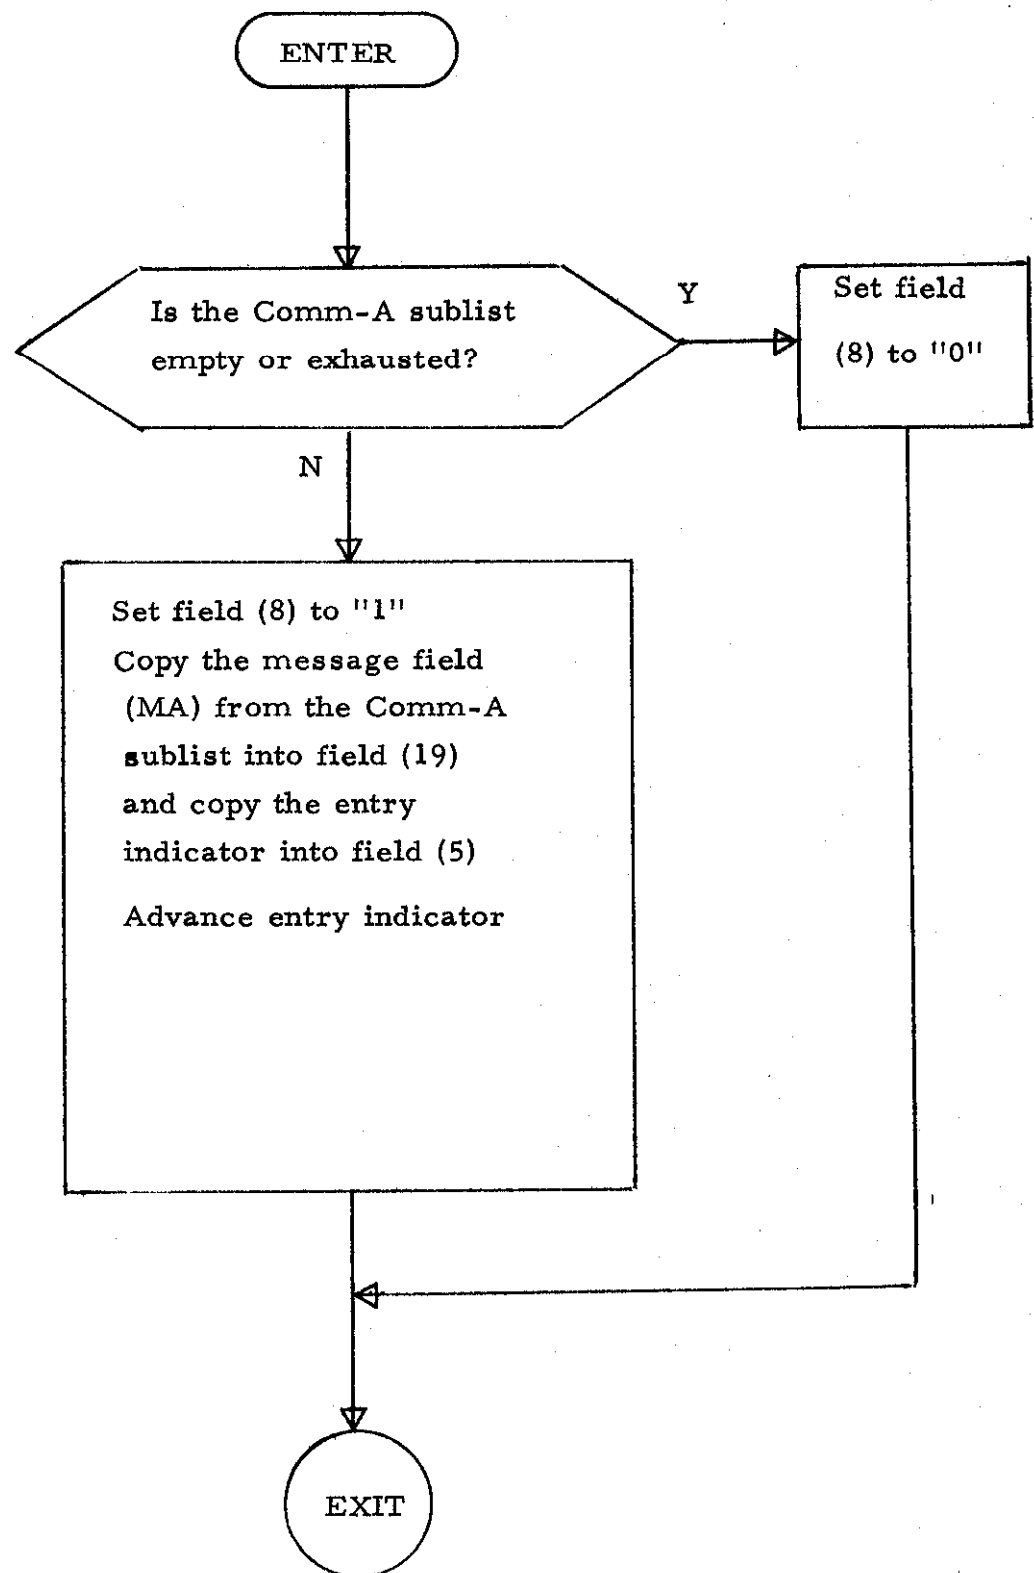 ENTER
Is the Comm-A sublist
empty or exhausted?
Y
Set field
(8) to "0"
N
Set field (8) to "1"
Copy the message field
(MA) from the Comm-A
sublist into field (19)
and copy the entry
indicator into field (5)
Advance entry indicator
EXIT